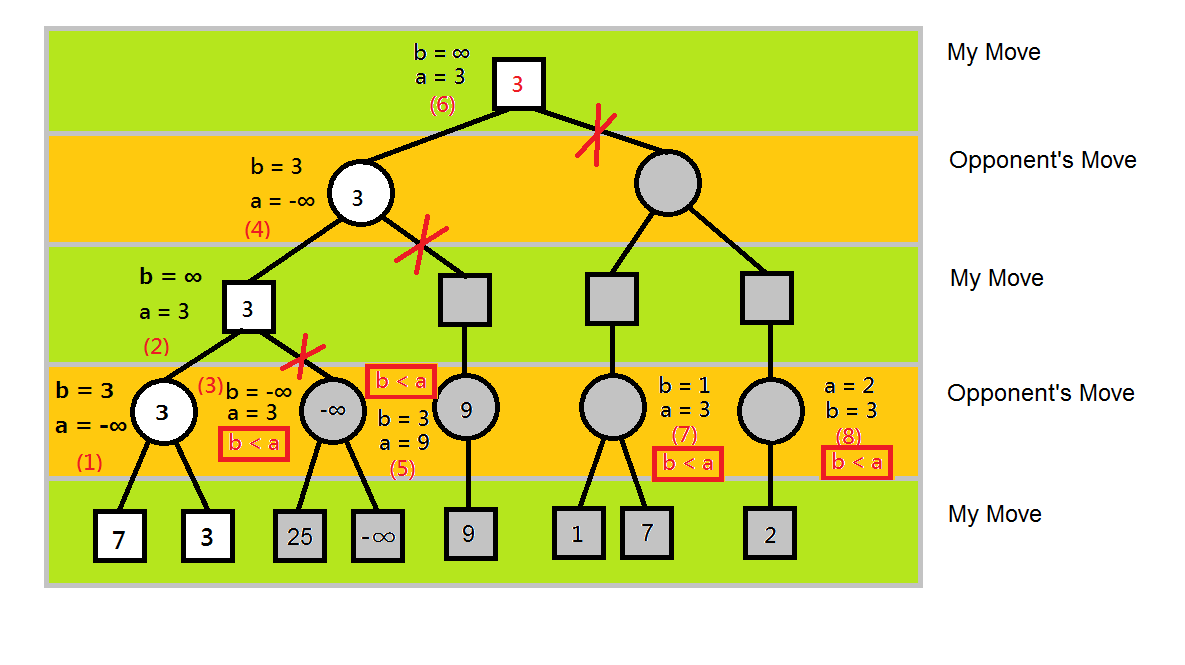 b = ∞
a = 3
(6)
3
My Move
b = 3
a = -∞
(4)
3
Opponent's Move
b = ∞
a = 3
(2)
3
My Move
b = 3
a = -∞
(1)
3
(3)
b = -∞
a = 3
b < a
-∞
b < a
b = 3
a = 9
(5)
9
b = 1
a = 3
(7)
b < a
a = 2
b = 3
(8)
b < a
Opponent's Move
7
3
25
-∞
9
1
7
2
My Move